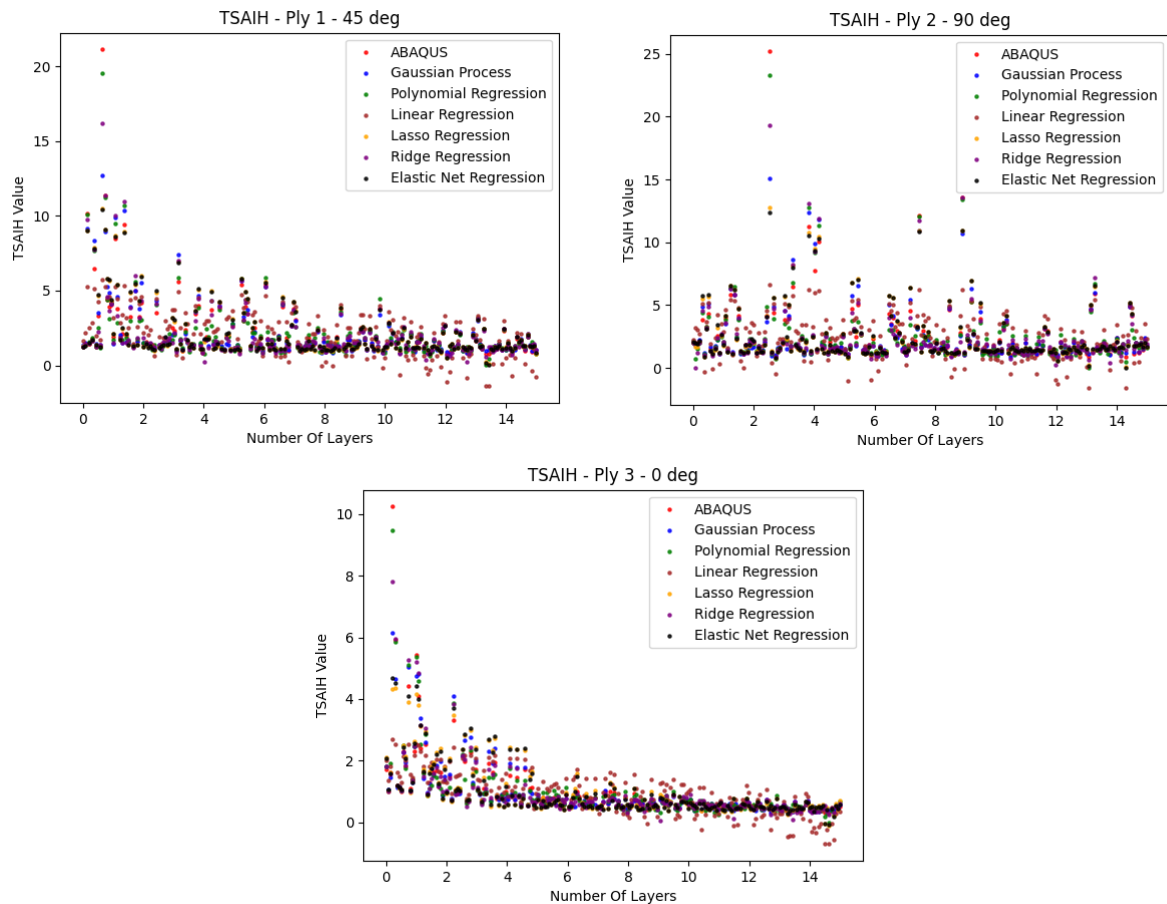 TSAIH - Ply 1 - 45 deg
TSAIH Value
20
15
10
5
0
ABAQUS
Gaussian Process
Polynomial Regression
Linear Regression
Lasso Regression
Ridge Regression
Elastic Net Regression
0 2 4 6 8 10 12 14
Number Of Layers
TSAIH - Ply 2 - 90 deg
TSAIH Value
25
20
15
10
5
0
ABAQUS
Gaussian Process
Polynomial Regression
Linear Regression
Lasso Regression
Ridge Regression
Elastic Net Regression
0 2 4 6 8 10 12 14
Number Of Layers
TSAIH - Ply 3 - 0 deg
TSAIH Value
10
8
6
4
2
0
ABAQUS
Gaussian Process
Polynomial Regression
Linear Regression
Lasso Regression
Ridge Regression
Elastic Net Regression
0 2 4 6 8 10 12 14
Number Of Layers